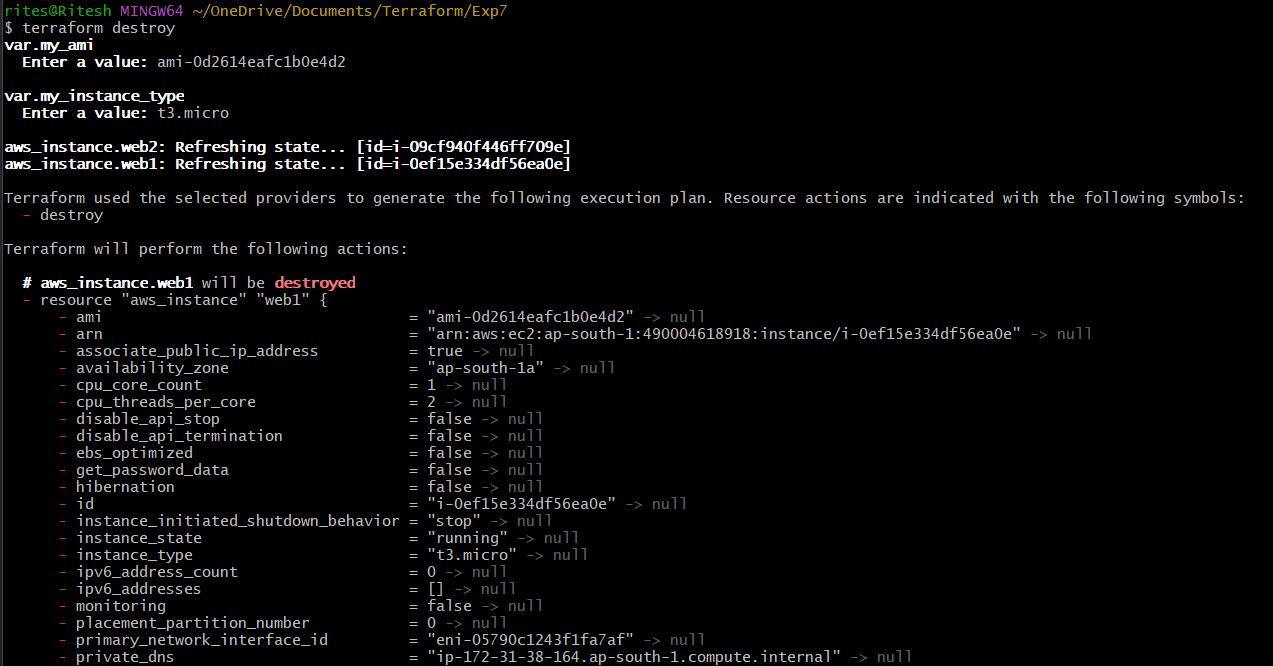 rites@Ritesh MINGW64 ~/OneDrive/Documents/Terraform/Exp7
$ terraform destroy
var.my_ami
  Enter a value: ami-0d2614eafc1b0e4d2

var.my_instance_type
  Enter a value: t3.micro

aws_instance.web2: Refreshing state... [id=i-09cf940f446ff709e]
aws_instance.web1: Refreshing state... [id=i-0ef15e334df56ea0e]

Terraform used the selected providers to generate the following execution plan. Resource actions are indicated with the following symbols:
  - destroy

Terraform will perform the following actions:

  # aws_instance.web1 will be destroyed
  - resource "aws_instance" "web1" {
      - ami                                  = "ami-0d2614eafc1b0e4d2" -> null
      - arn                                  = "arn:aws:ec2:ap-south-1:490004618918:instance/i-0ef15e334df56ea0e" -> null
      - associate_public_ip_address          = true -> null
      - availability_zone                    = "ap-south-1a" -> null
      - cpu_core_count                       = 1 -> null
      - cpu_threads_per_core                 = 2 -> null
      - disable_api_stop                     = false -> null
      - disable_api_termination              = false -> null
      - ebs_optimized                        = false -> null
      - get_password_data                    = false -> null
      - hibernation                          = false -> null
      - id                                   = "i-0ef15e334df56ea0e" -> null
      - instance_initiated_shutdown_behavior = "stop" -> null
      - instance_state                       = "running" -> null
      - instance_type                        = "t3.micro" -> null
      - ipv6_address_count                   = 0 -> null
      - ipv6_addresses                       = [] -> null
      - monitoring                           = false -> null
      - placement_partition_number           = 0 -> null
      - primary_network_interface_id         = "eni-05790c1243f1fa7af" -> null
      - private_dns                          = "ip-172-31-38-164.ap-south-1.compute.internal" -> null